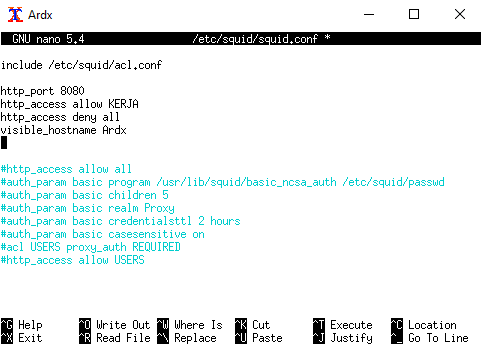 Ardx
GNU nano 5.4 /etc/squid/squid.conf *
include /etc/squid/acl.conf
http_port 8080
http_access allow KERJA
http_access deny all
visible_hostname Ardx
#http_access allow all
#auth_param basic program /usr/lib/squid/basic_ncsa_auth /etc/squid/passwd
#auth_param basic children 5
#auth_param basic realm Proxy
#auth_param basic credentialsttl 2 hours
#auth_param basic casesensitive on
#acl USERS proxy_auth REQUIRED
#http_access allow USERS
^G Help ^O Write Out ^W Where Is ^K Cut ^T Execute ^C Location
^X Exit ^R Read File ^\ Replace ^U Paste ^J Justify ^_ Go To Line